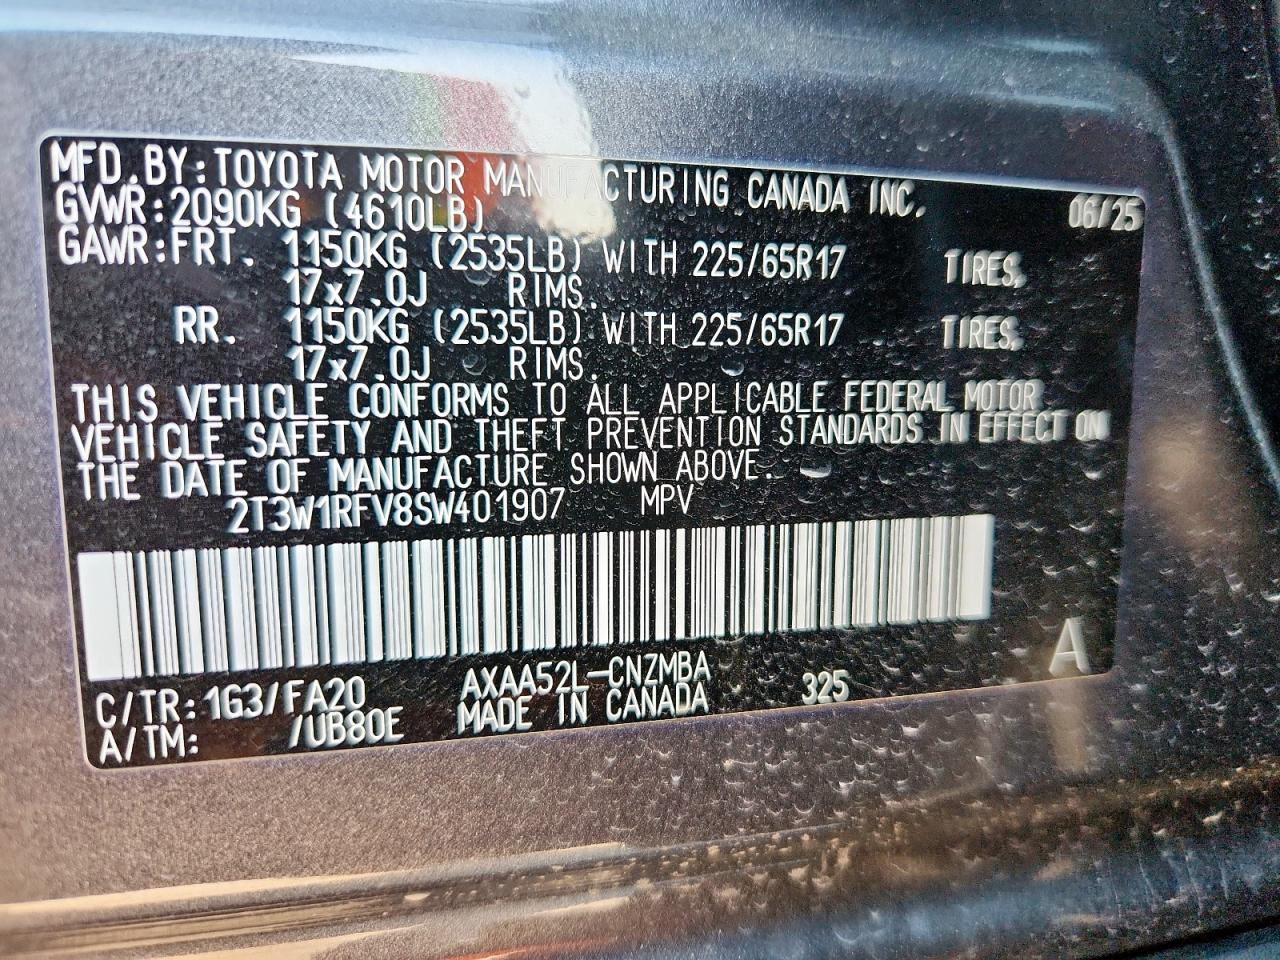 MFD.BY:TOYOTA MOTOR MANUFACTURING CANADA INC. 06/25
GVWR:2090KG (4610LB)
GAWR:FRT. 1150KG (2535LB) WITH 225/65R17 TIRES,
17x7.0J RIMS.
RR. 1150KG (2535LB) WITH 225/65R17 TIRES,
17x7.0J RIMS.
THIS VEHICLE CONFORMS TO ALL APPLICABLE FEDERAL MOTOR
VEHICLE SAFETY AND THEFT PREVENTION STANDARDS IN EFFECT ON
THE DATE OF MANUFACTURE SHOWN ABOVE.
2T3W1RFV8SW401907 MPV
C/TR:1G3/FA20 AXAA52L-CNZMBA 325 A
A/TM: /UB80E MADE IN CANADA